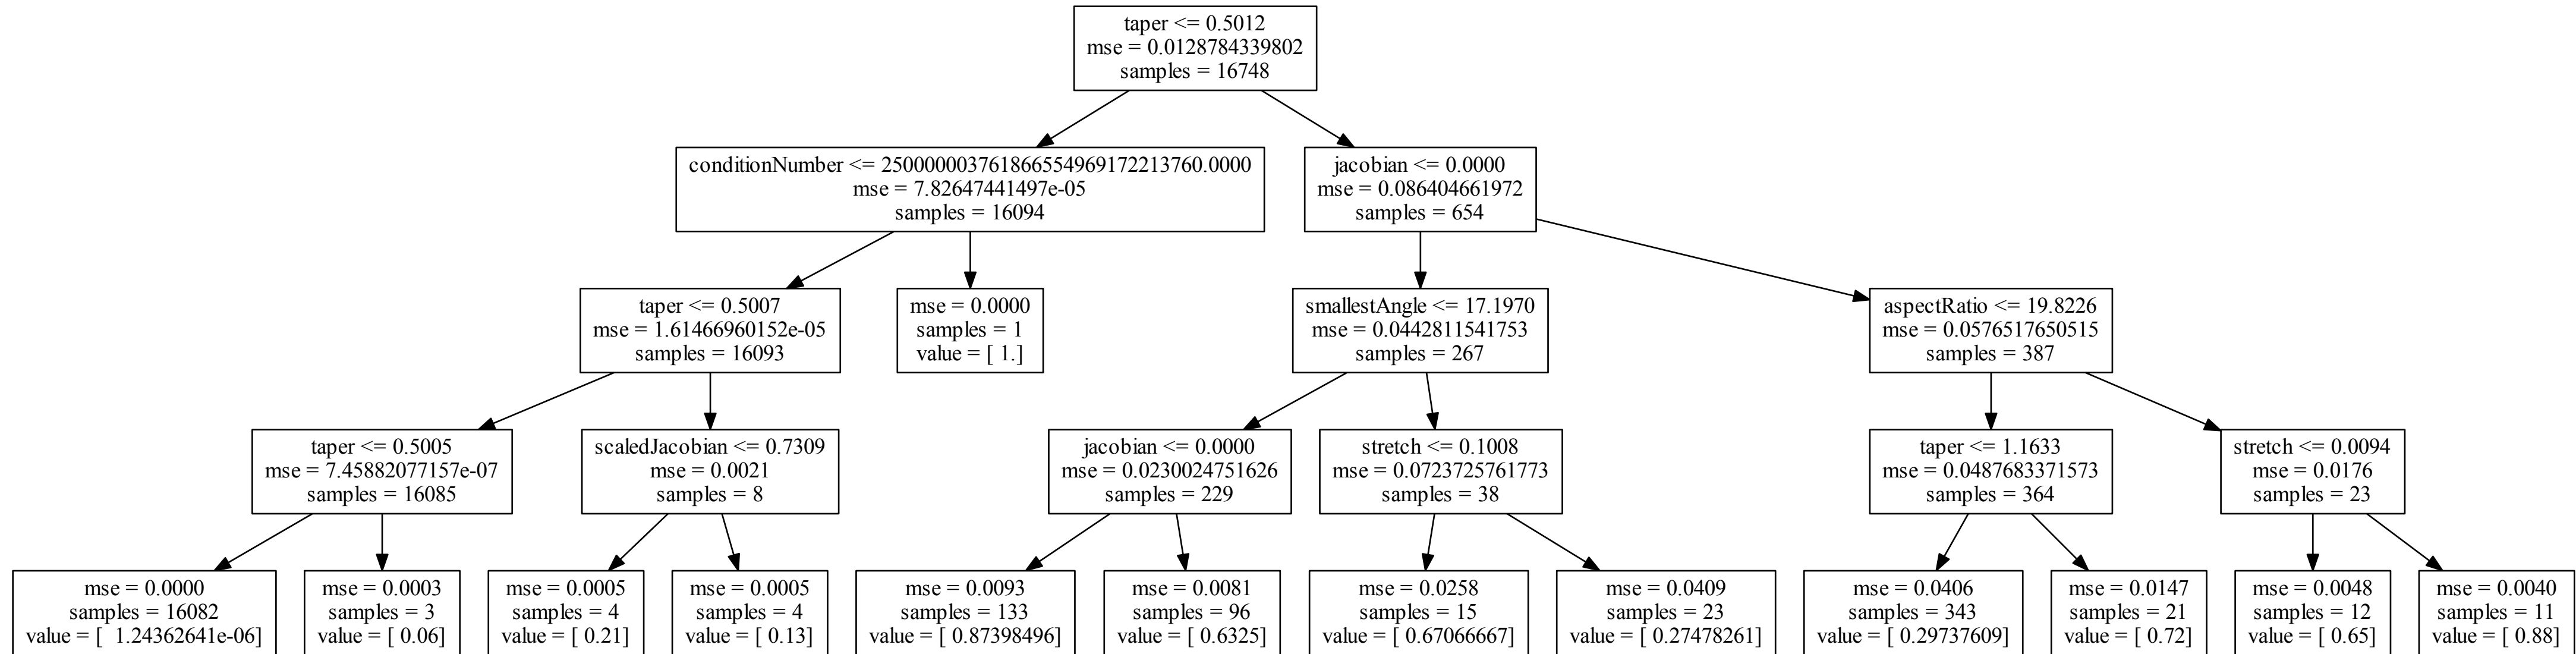 taper <= 0.5012
mse = 0.0128784339802
samples = 16748
conditionNumber <= 2500000037618665549691722137​60.0000
mse = 7.82647441497e-05
samples = 16094
jacobian <= 0.0000
mse = 0.086404661972
samples = 654
taper <= 0.5007
mse = 1.61466960152e-05
samples = 16093
mse = 0.0000
samples = 1
value = [ 1.]
smallestAngle <= 17.1970
mse = 0.0442811541753
samples = 267
aspectRatio <= 19.8226
mse = 0.0576517650515
samples = 387
taper <= 0.5005
mse = 7.45882077157e-07
samples = 16085
scaledJacobian <= 0.7309
mse = 0.0021
samples = 8
jacobian <= 0.0000
mse = 0.0230024751626
samples = 229
stretch <= 0.1008
mse = 0.0723725761773
samples = 38
taper <= 1.1633
mse = 0.0487683371573
samples = 364
stretch <= 0.0094
mse = 0.0176
samples = 23
mse = 0.0000
samples = 16082
value = [ 1.24362641e-06]
mse = 0.0003
samples = 3
value = [ 0.06]
mse = 0.0005
samples = 4
value = [ 0.21]
mse = 0.0005
samples = 4
value = [ 0.13]
mse = 0.0093
samples = 133
value = [ 0.87398496]
mse = 0.0081
samples = 96
value = [ 0.6325]
mse = 0.0258
samples = 15
value = [ 0.67066667]
mse = 0.0409
samples = 23
value = [ 0.27478261]
mse = 0.0406
samples = 343
value = [ 0.29737609]
mse = 0.0147
samples = 21
value = [ 0.72]
mse = 0.0048
samples = 12
value = [ 0.65]
mse = 0.0040
samples = 11
value = [ 0.88]